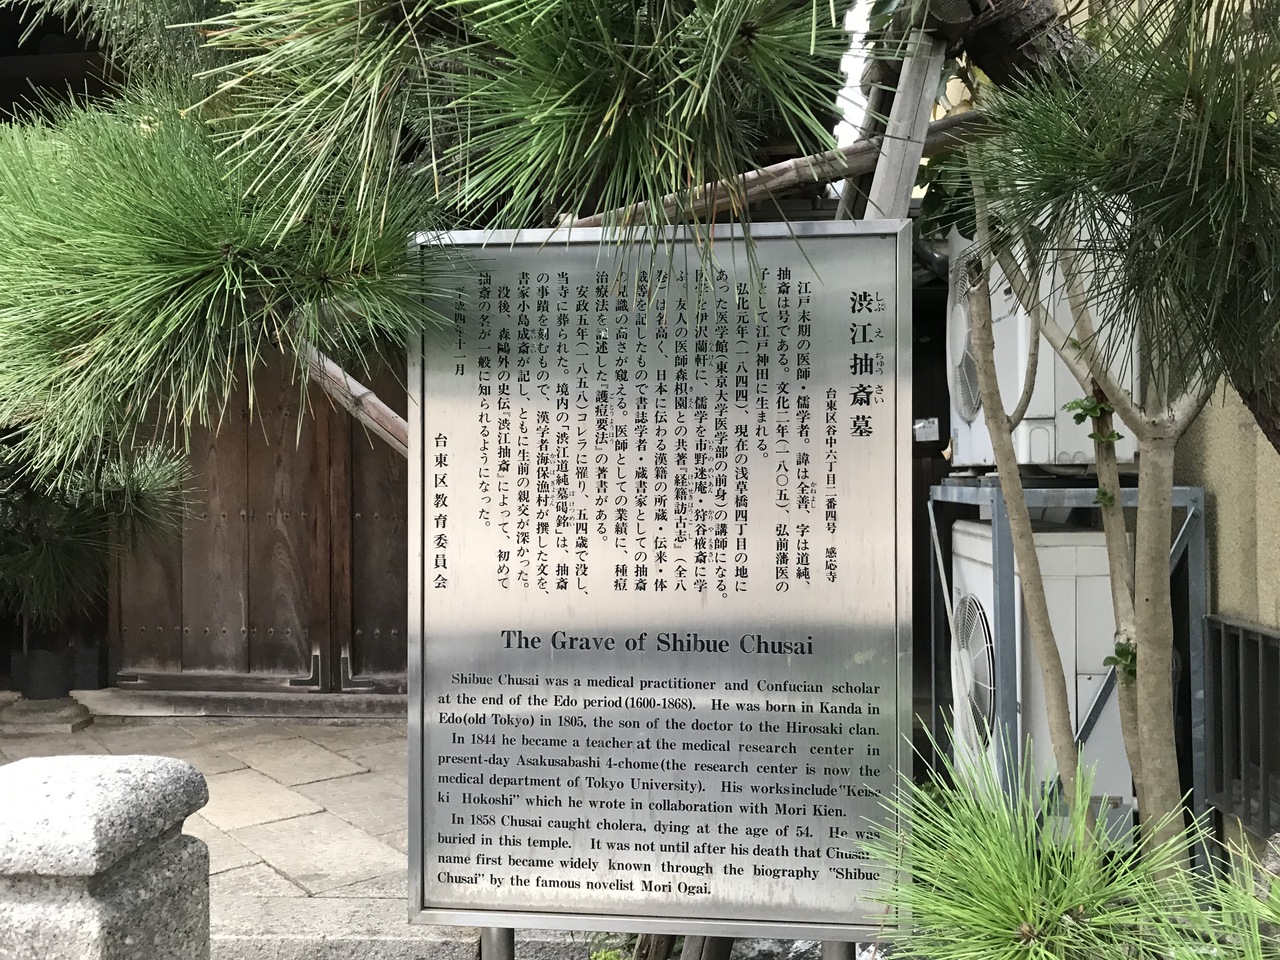 渋江抽斎墓
しぶえちゅうさい
台東区谷中六丁目二番四号 感応寺
江戸末期の医師・儒学者。諱は全善、字は道純、
抽斎は号である。文化二年(一八〇五)、弘前藩医の
子として江戸神田に生まれる。
弘化元年(一八四四)、現在の浅草橋四丁目の地に
あった医学館(東京大学医学部の前身)の講師になる。
医学を伊沢蘭軒に、儒学を市野迷庵、狩谷棭斎に学
ぶ。友人の医師森枳園との共著『経籍訪古志』(全八
巻)は名高く、日本に伝わる漢籍の所蔵・伝来・体
裁等を記したもので書誌学者・蔵書家としての抽斎
の見識の高さが窺える。医師としての業績に、種痘
治療法を述した『護痘要法』の著書がある。
安政五年(一八五八)コレラに罹り、五四歳で没し、
当寺に葬られた。境内の「渋江道純墓碣銘」は、抽斎
の事蹟を刻むもので、漢学者海保漁村が撰した文を、
書家小島成斎が記し、ともに生前の親交が深かった。
没後、森鷗外の史伝『渋江抽斎』によって、初めて
抽斎の名が一般に知られるようになった。
平成四年十一月
台東区教育委員会
The Grave of Shibue Chusai
Shibue Chusai was a medical practitioner and Confucian scholar
at the end of the Edo period(1600-1868). He was born in Kanda in
Edo(old Tokyo) in 1805, the son of the doctor to the Hirosaki clan.
In 1844 he became a teacher at the medical research center in
present-day Asakusabashi 4-chome(the research center is now the
medical department of Tokyo University). His works include "Keise
ki Hokoshi" which he wrote in collaboration with Mori Kien.
In 1858 Chusai caught cholera, dying at the age of 54. He was
buried in this temple. It was not until after his death that Chusai
name first became widely known through the biography "Shibue
Chusai" by the famous novelist Mori Ogai.